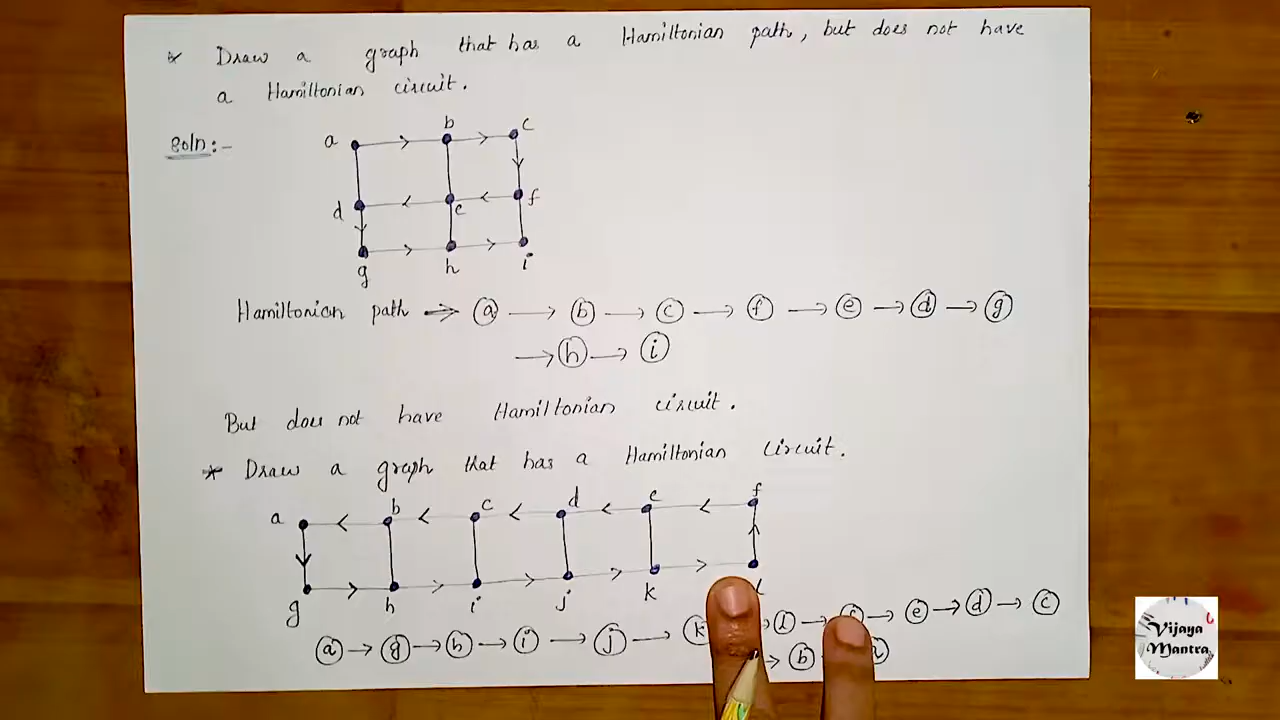 * Draw a graph that has a Hamiltonian path, but does not have
a Hamiltonian circuit.
Soln:-
a b c
d e f
g h i
Hamiltonian path → a → b → c → f → e → d → g
→ h → i
But does not have Hamiltonian circuit.
* Draw a graph that has a Hamiltonian circuit.
a b c d e f
g h i j k l
a → g → h → i → j → k → l → f → e → d → c
→ b → a
Vijaya
Mantra